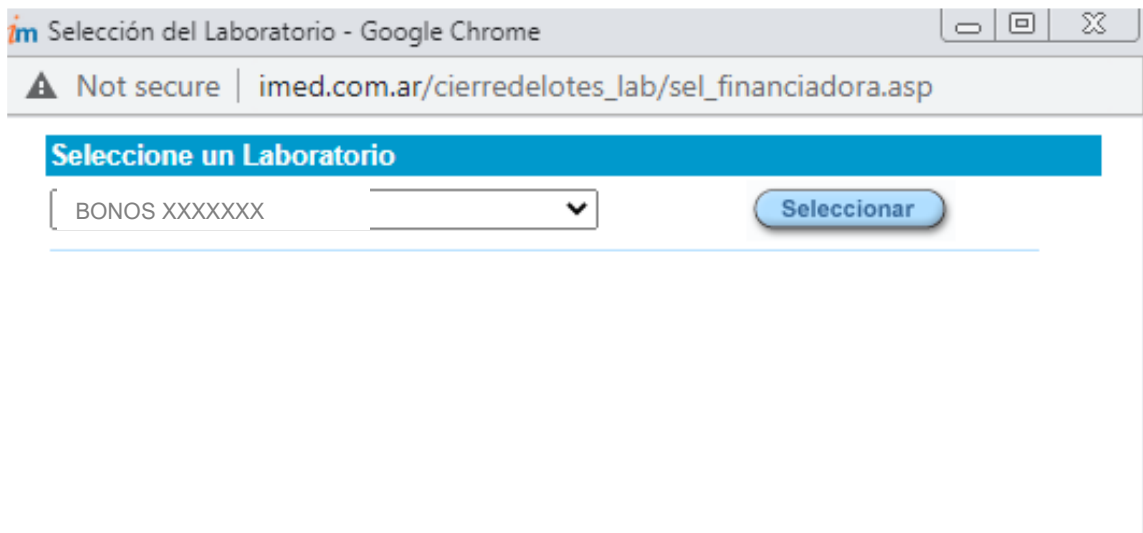 im Selección del Laboratorio - Google Chrome
Not secure | imed.com.ar/cierredelotes_lab/sel_financiadora.asp
Seleccione un Laboratorio
BONOS XXXXXXX Seleccionar